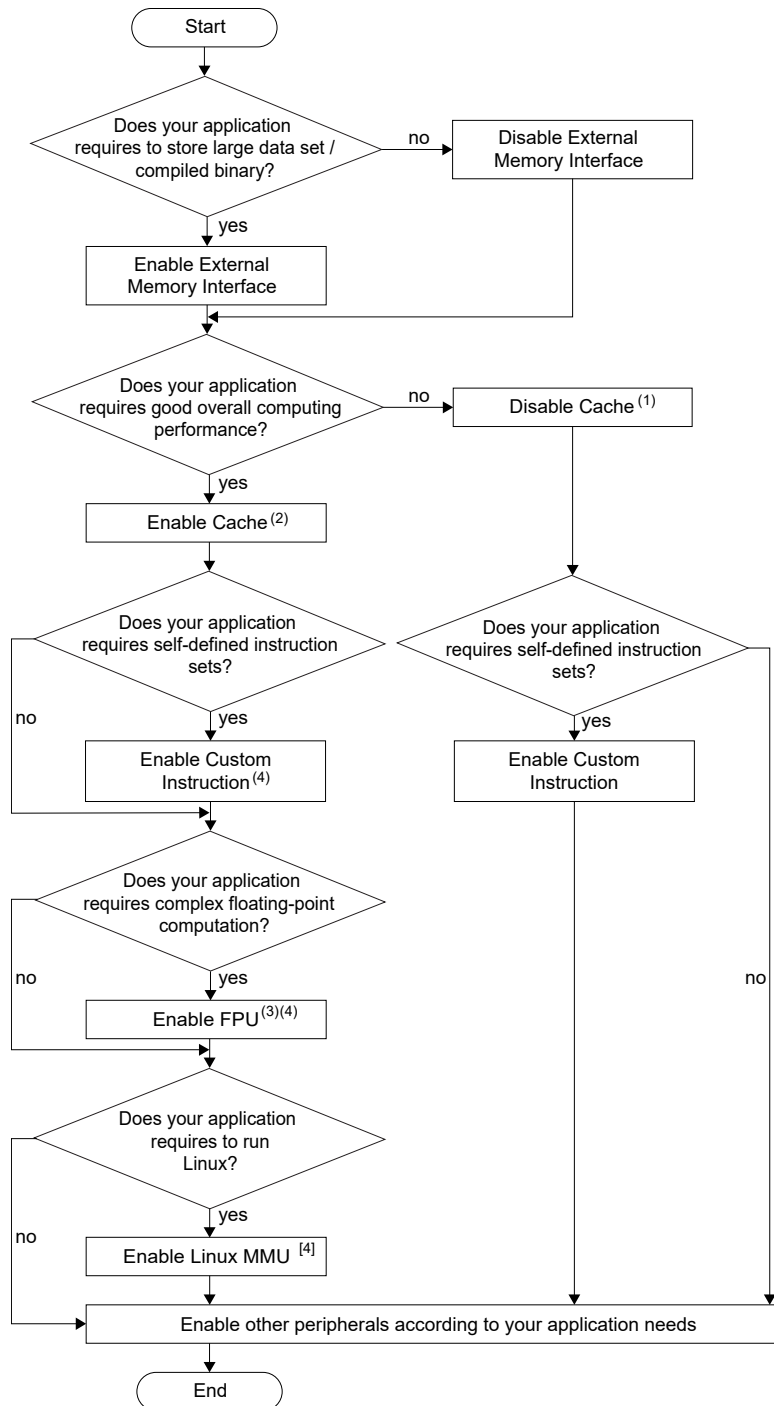 Start
Does your application
requires to store large data set /
compiled binary?
no
Disable External
Memory Interface
yes
Enable External
Memory Interface
Does your application
requires good overall computing
performance?
no
Disable Cache (1)
yes
Enable Cache (2)
Does your application
requires self-defined instruction
sets?
no
yes
Enable Custom
Instruction (4)
Does your application
requires self-defined instruction
sets?
yes
Enable Custom
Instruction
no
Does your application
requires complex floating-point
computation?
no
yes
Enable FPU (3)(4)
Does your application
requires to run
Linux?
no
yes
Enable Linux MMU [4]
Enable other peripherals according to your application needs
End